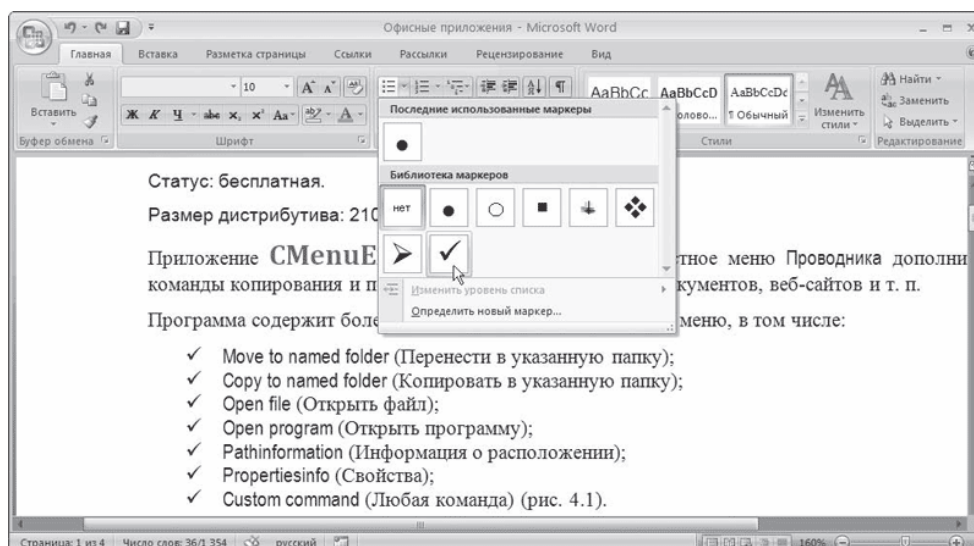 Офисные приложения - Microsoft Word
Главная Вставка Разметка страницы Ссылки Рассылки Рецензирование Вид
Вставить
Буфер обмена
10
Ж К Ч abc x, x² Aa
Шрифт
AaBbCc AaBbCcD AaBbCcDc
олово... ¶ Обычный
Изменить стили
Стили
Найти
Заменить
Выделить
Редактирование
Последние использованные маркеры
Библиотека маркеров
нет
Изменить уровень списка
Определить новый маркер...
Статус: бесплатная.
Размер дистрибутива: 210
Приложение CMenuE тное меню Проводника дополни
команды копирования и п кументов, веб-сайтов и т. п.
Программа содержит боле меню, в том числе:
✓ Move to named folder (Перенести в указанную папку);
✓ Copy to named folder (Копировать в указанную папку);
✓ Open file (Открыть файл);
✓ Open program (Открыть программу);
✓ Pathinformation (Информация о расположении);
✓ Propertiesinfo (Свойства);
✓ Custom command (Любая команда) (рис. 4.1).
Страница: 1 из 4 Число слов: 36/1 354 русский 160%